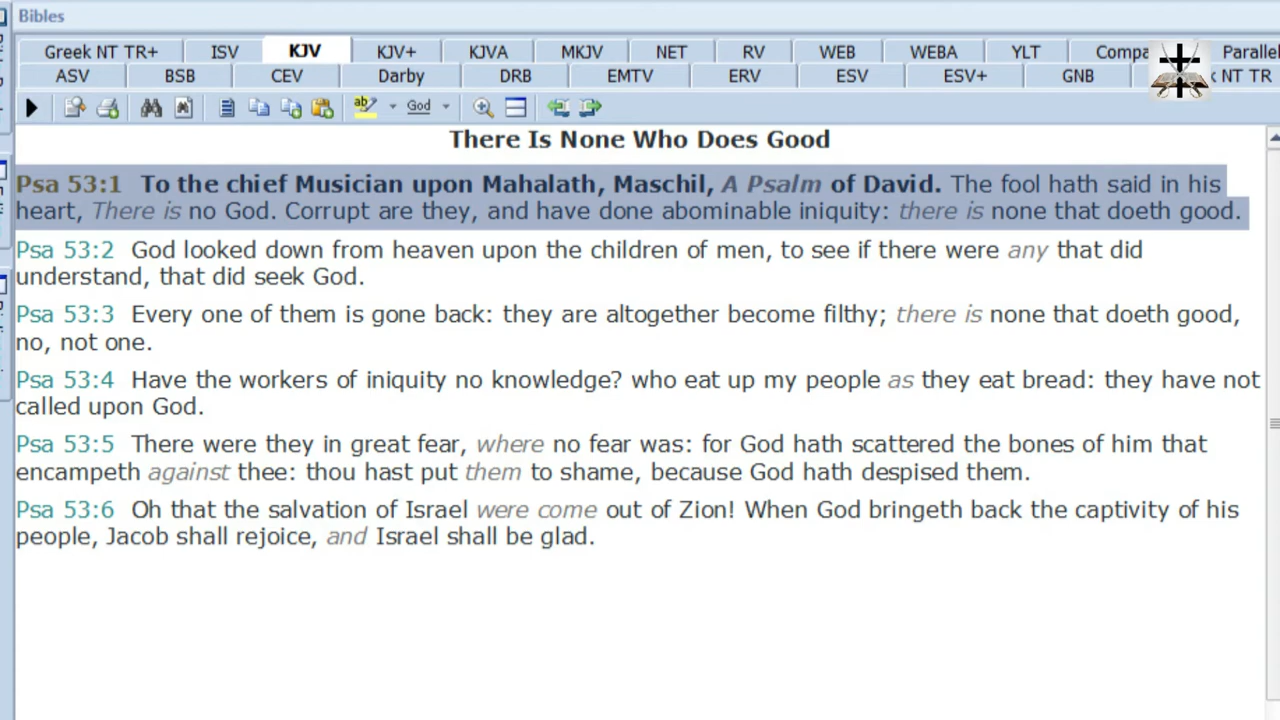 Bibles
Greek NT TR+ ISV KJV KJV+ KJVA MKJV NET RV WEB WEBA YLT Compa Parallel
ASV BSB CEV Darby DRB EMTV ERV ESV ESV+ GNB k NT TR
ab God
There Is None Who Does Good
Psa 53:1 To the chief Musician upon Mahalath, Maschil, A Psalm of David. The fool hath said in his
heart, There is no God. Corrupt are they, and have done abominable iniquity: there is none that doeth good.
Psa 53:2 God looked down from heaven upon the children of men, to see if there were any that did
understand, that did seek God.
Psa 53:3 Every one of them is gone back: they are altogether become filthy; there is none that doeth good,
no, not one.
Psa 53:4 Have the workers of iniquity no knowledge? who eat up my people as they eat bread: they have not
called upon God.
Psa 53:5 There were they in great fear, where no fear was: for God hath scattered the bones of him that
encampeth against thee: thou hast put them to shame, because God hath despised them.
Psa 53:6 Oh that the salvation of Israel were come out of Zion! When God bringeth back the captivity of his
people, Jacob shall rejoice, and Israel shall be glad.